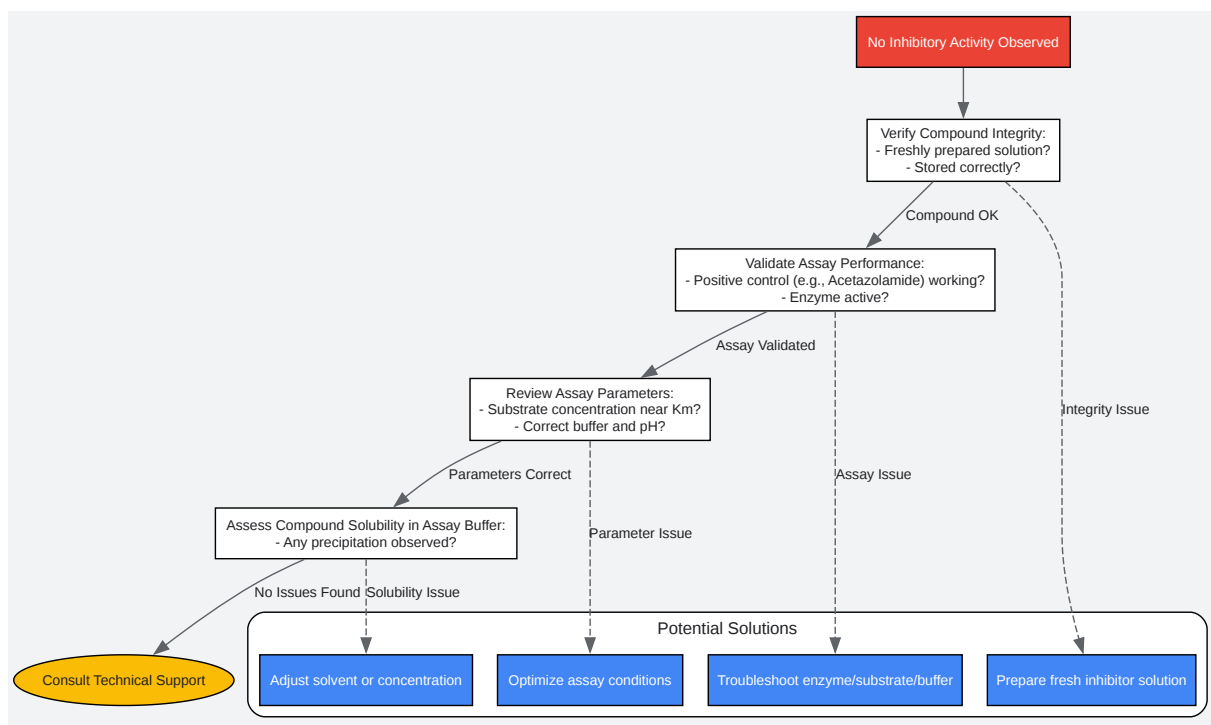 No Inhibitory Activity Observed
Verify Compound Integrity:
- Freshly prepared solution?
- Stored correctly?
Compound OK
Validate Assay Performance:
- Positive control (e.g., Acetazolamide) working?
- Enzyme active?
Assay Validated
Review Assay Parameters:
- Substrate concentration near Km?
- Correct buffer and pH?
Integrity Issue
Parameters Correct
Assay Issue
Assess Compound Solubility in Assay Buffer:
- Any precipitation observed?
Parameter Issue
No Issues Found
Solubility Issue
Potential Solutions
Consult Technical Support
Adjust solvent or concentration
Optimize assay conditions
Troubleshoot enzyme/substrate/buffer
Prepare fresh inhibitor solution